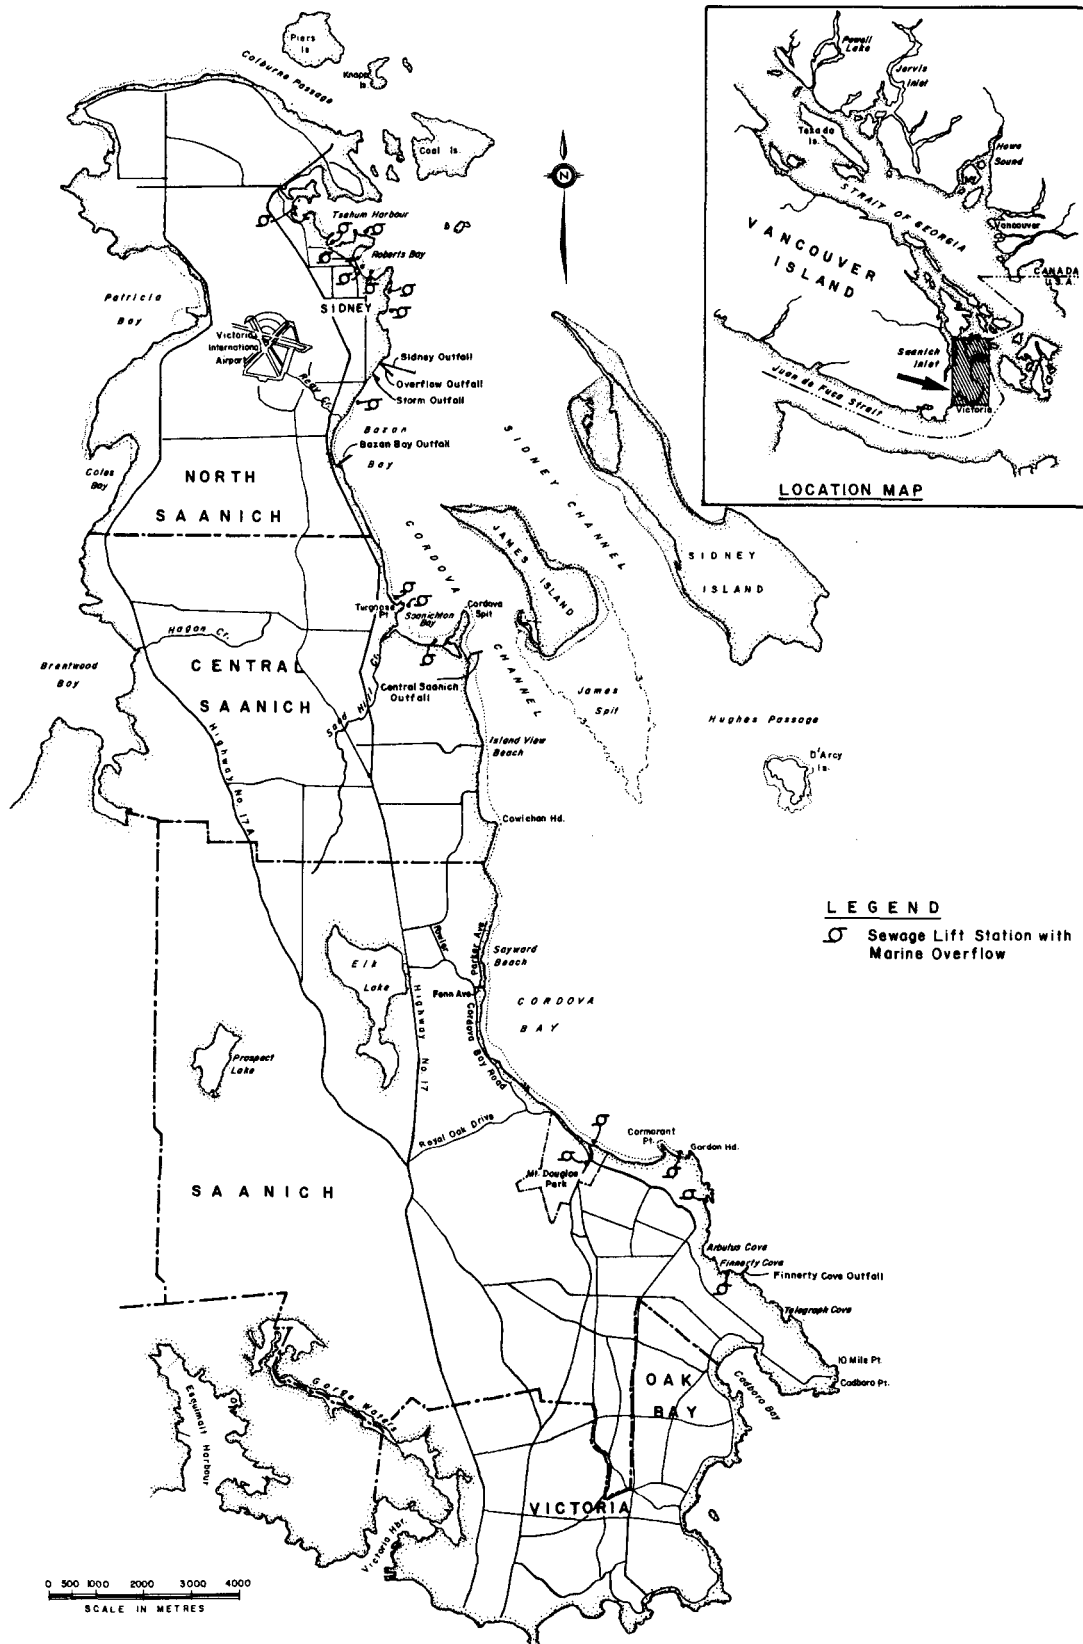 Piers
Is.
Knapp
Is.
Colburne Passage
Coal Is.
N
Tsehum Harbour
Roberts Bay
SIDNEY
Patricia
Bay
Victoria
International
Airport
Reay Cr.
Sidney Outfall
Overflow Outfall
Storm Outfall
Bazan
Bazan Bay Outfall
Bay
Coles
Bay
NORTH
SAANICH
SIDNEY CHANNEL
CORDOVA
CHANNEL
JAMES
ISLAND
SIDNEY
ISLAND
Turgoose
Pt.
Saanichton
Bay
Cordova
Spit
Hagan Cr.
Brentwood
Bay
CENTRAL
SAANICH
Sand Hill Cr.
Central Saanich
Outfall
James
Spit
Island View
Beach
Hughes Passage
D'Arcy
Is.
Highway No. 17A
Cowichan Hd.
LEGEND
Sewage Lift Station with
Marine Overflow
Fowler
Parker Ave
Sayward
Beach
Elk
Lake
Fenn Ave
Cordova Bay Road
CORDOVA
BAY
Highway No. 17
Prospect
Lake
Royal Oak Drive
Cormorant
Pt.
Gordon Hd.
Mt. Douglas
Park
SAANICH
Arbutus Cove
Finnerty Cove
Finnerty Cove Outfall
Telegraph Cove
10 Mile Pt.
Cadboro Pt.
Cadboro Bay
OAK
BAY
Gorge Waters
Esquimalt Harbour
VICTORIA
Victoria Hbr.
0 500 1000 2000 3000 4000
SCALE IN METRES
Powell
Lake
Jervis
Inlet
Texada
Is.
Howe
Sound
STRAIT OF GEORGIA
Vancouver
VANCOUVER
ISLAND
CANADA
U.S.A.
Saanich
Inlet
Juan de Fuca Strait
Victoria
LOCATION MAP